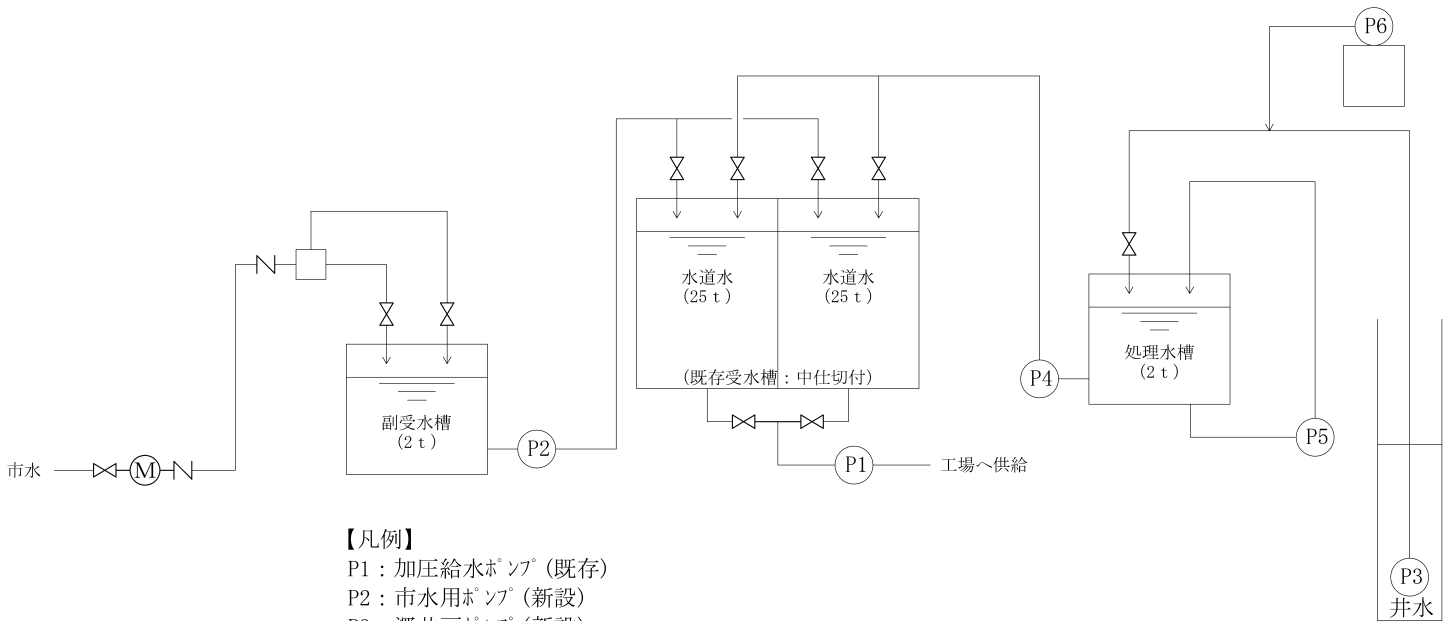 P6
水道水
(25ｔ)
水道水
(25ｔ)
処理水槽
(2ｔ)
(既存受水槽：中仕切付)
P4
副受水槽
(2ｔ)
P2
P5
市水
M
P1
工場へ供給
【凡例】
P1：加圧給水ﾎﾟﾝﾌﾟ(既存)
P2：市水用ﾎﾟﾝﾌﾟ(新設)
P3
井水